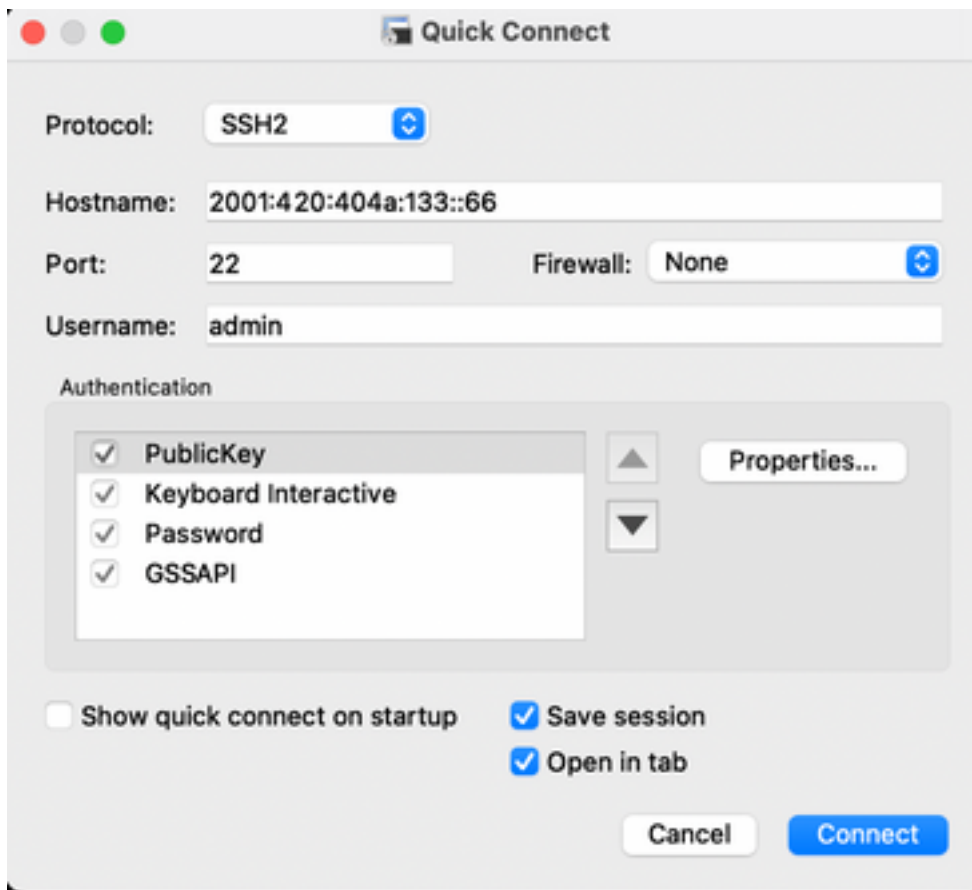 Quick Connect
Protocol: SSH2
Hostname: 2001:420:404a:133::66
Port: 22 Firewall: None
Username: admin
Authentication
PublicKey
Properties...
Keyboard Interactive
Password
GSSAPI
Show quick connect on startup Save session
Open in tab
Cancel Connect